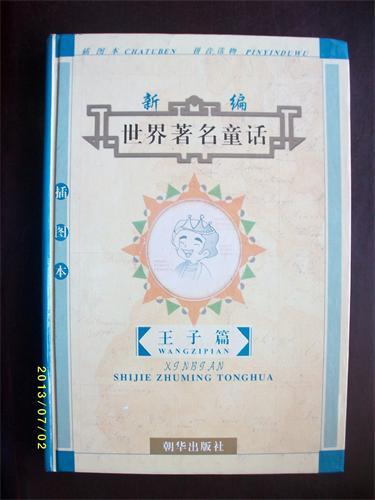 插图本 CHATUBEN 拼音读物 PINYINDUWU
新编
世界著名童话
插图本
王子篇
WANGZIPIAN
XINBIAN
SHIJIE ZHUMING TONGHUA
朝华出版社
2013/07/02